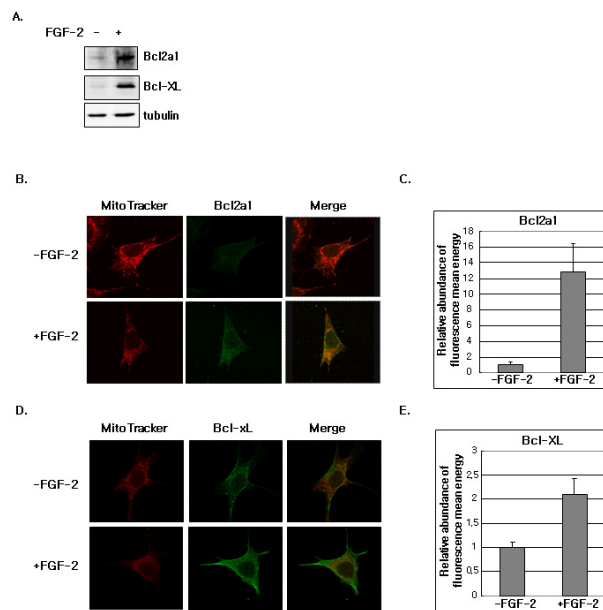 A.
FGF-2 - +
Bcl2a1
Bcl-XL
tubulin
B.
MitoTracker Bcl2a1 Merge
-FGF-2
+FGF-2
C.
Bcl2a1
Relative abundance of
fluorescence mean energy
18
16
14
12
10
8
6
4
2
0
-FGF-2 +FGF-2
D.
MitoTracker Bcl-xL Merge
-FGF-2
+FGF-2
E.
Bcl-XL
Relative abundance of
fluorescence mean energy
3
2,5
2
1,5
1
0,5
0
-FGF-2 +FGF-2